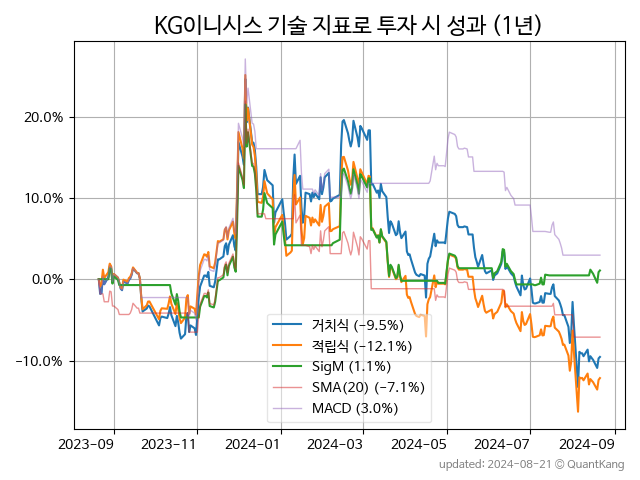 KG이니시스 기술 지표로 투자 시 성과 (1년)
20.0%
10.0%
0.0%
−10.0%
거치식 (−9.5%)
적립식 (−12.1%)
SigM (1.1%)
SMA(20) (−7.1%)
MACD (3.0%)
2023-09 2023-11 2024-01 2024-03 2024-05 2024-07 2024-09
updated: 2024-08-21 © QuantKang